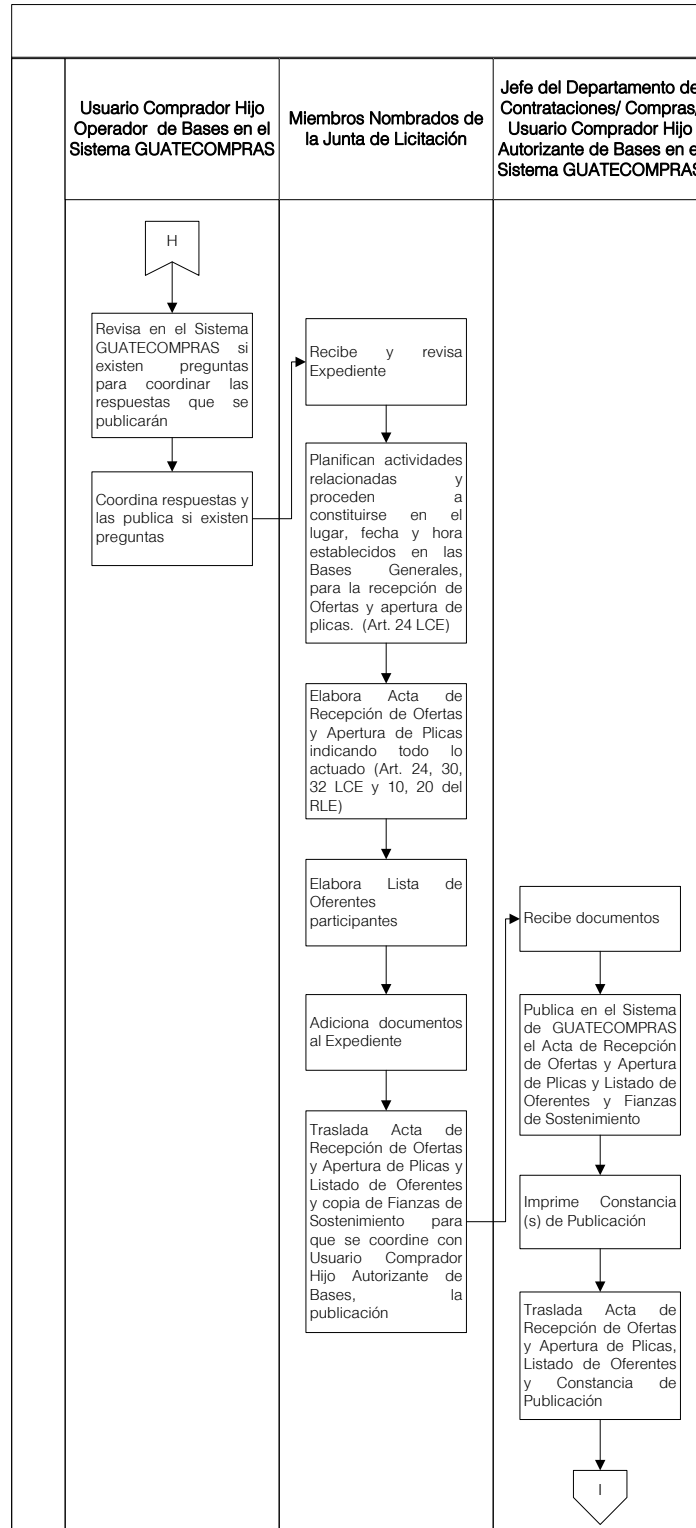 Usuario Comprador Hijo
Operador de Bases en el
Sistema GUATECOMPRAS
Miembros Nombrados de
la Junta de Licitación
Jefe del Departamento de
Contrataciones/ Compras/
Usuario Comprador Hijo
Autorizante de Bases en e
Sistema GUATECOMPRAS
H
Revisa en el Sistema
GUATECOMPRAS si
existen preguntas
para coordinar las
respuestas que se
publicarán
Coordina respuestas y
las publica si existen
preguntas
Recibe y revisa
Expediente
Planifican actividades
relacionadas y
proceden a
constituirse en el
lugar, fecha y hora
establecidos en las
Bases Generales,
para la recepción de
Ofertas y apertura de
plicas. (Art. 24 LCE)
Elabora Acta de
Recepción de Ofertas
y Apertura de Plicas
indicando todo lo
actuado (Art. 24, 30,
32 LCE y 10, 20 del
RLE)
Elabora Lista de
Oferentes
participantes
Adiciona documentos
al Expediente
Traslada Acta de
Recepción de Ofertas
y Apertura de Plicas y
Listado de Oferentes
y copia de Fianzas de
Sostenimiento para
que se coordine con
Usuario Comprador
Hijo Autorizante de
Bases, la
publicación
Recibe documentos
Publica en el Sistema
de GUATECOMPRAS
el Acta de Recepción
de Ofertas y Apertura
de Plicas y Listado de
Oferentes y Fianzas
de Sostenimiento
Imprime Constancia
(s) de Publicación
Traslada Acta de
Recepción de Ofertas
y Apertura de Plicas,
Listado de Oferentes
y Constancia de
Publicación
I